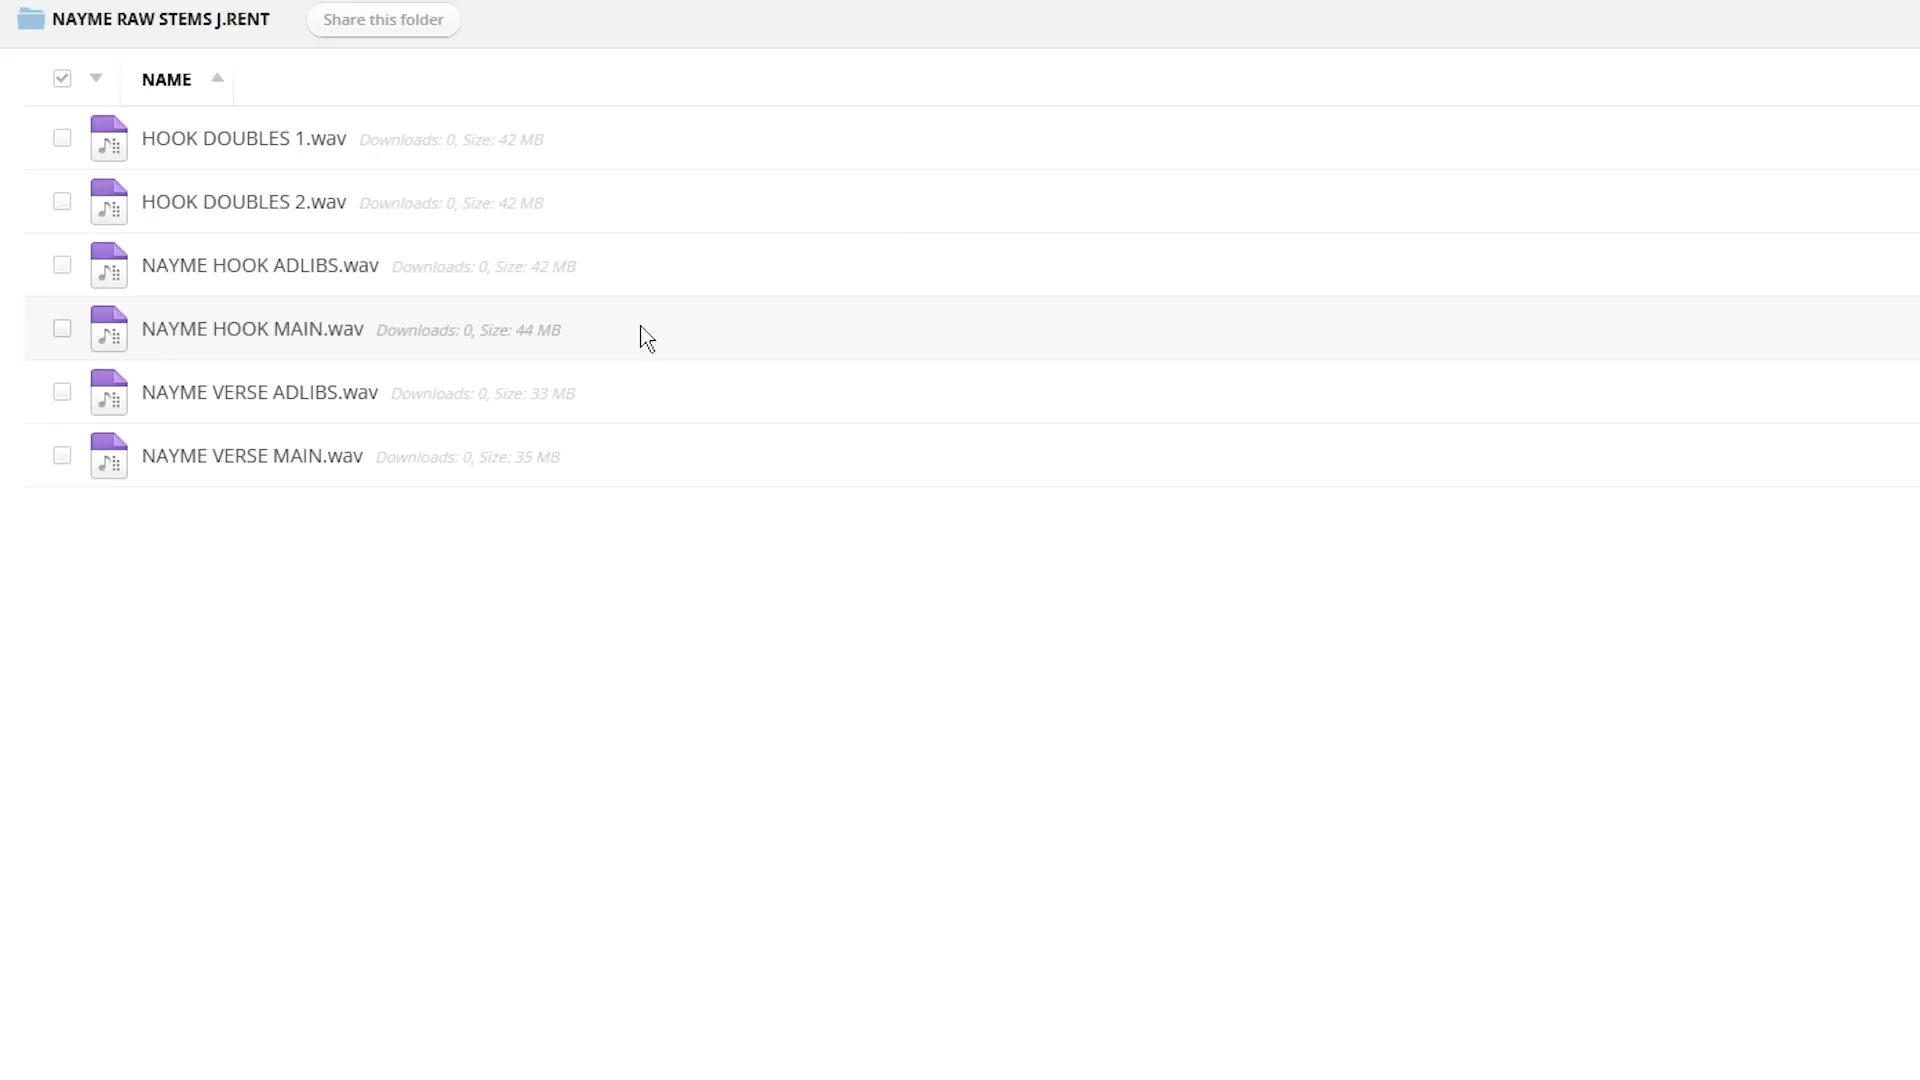 NAYME RAW STEMS J.RENT Share this folder
NAME
HOOK DOUBLES 1.wav Downloads: 0, Size: 42 MB
HOOK DOUBLES 2.wav Downloads: 0, Size: 42 MB
NAYME HOOK ADLIBS.wav Downloads: 0, Size: 42 MB
NAYME HOOK MAIN.wav Downloads: 0, Size: 44 MB
NAYME VERSE ADLIBS.wav Downloads: 0, Size: 33 MB
NAYME VERSE MAIN.wav Downloads: 0, Size: 35 MB